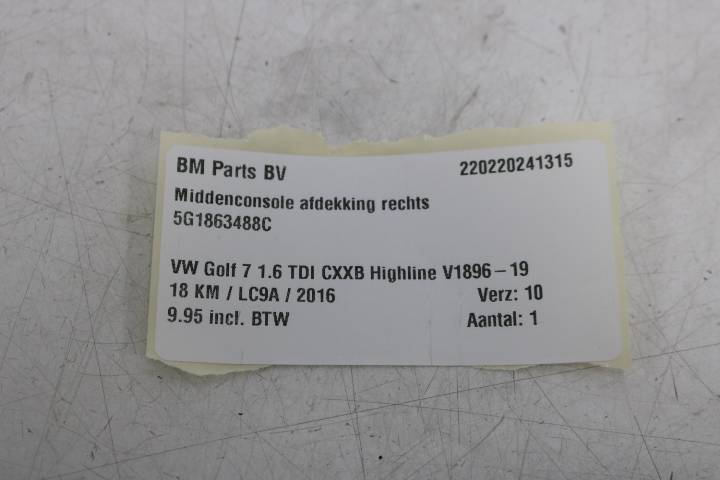 BM Parts BV 220220241315
Middenconsole afdekking rechts
5G1863488C
VW Golf 7 1.6 TDI CXXB Highline V1896-19
18 KM / LC9A / 2016 Verz: 10
9.95 incl. BTW Aantal: 1